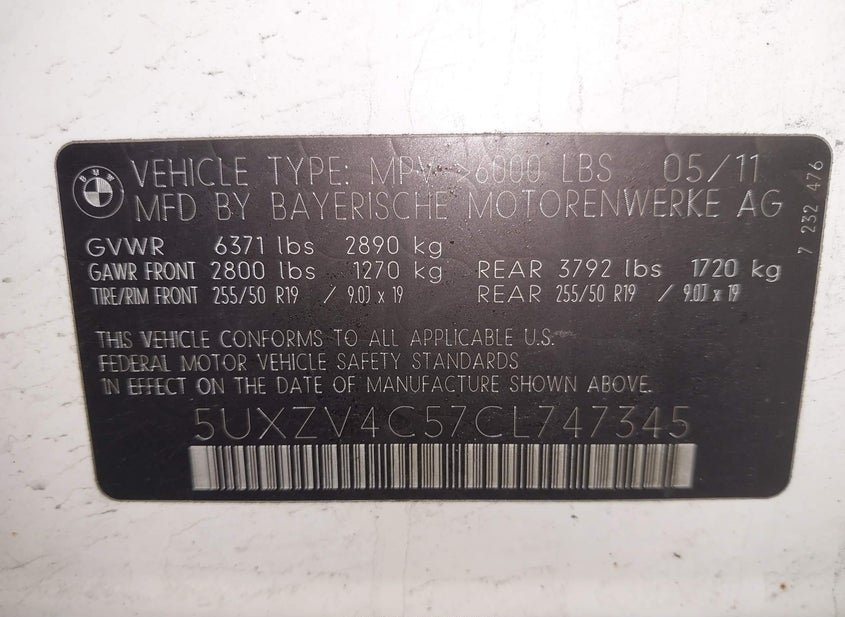 BMW
VEHICLE TYPE: MPV >6000 LBS 05/11
MFD BY BAYERISCHE MOTORENWERKE AG
GVWR 6371 lbs 2890 kg
GAWR FRONT 2800 lbs 1270 kg REAR 3792 lbs 1720 kg
TIRE/RIM FRONT 255/50 R19 / 9.0J x 19 REAR 255/50 R19 / 9.0J x 19
THIS VEHICLE CONFORMS TO ALL APPLICABLE U.S.
FEDERAL MOTOR VEHICLE SAFETY STANDARDS
IN EFFECT ON THE DATE OF MANUFACTURE SHOWN ABOVE.
5UXZV4C57CL747345
7 232 476